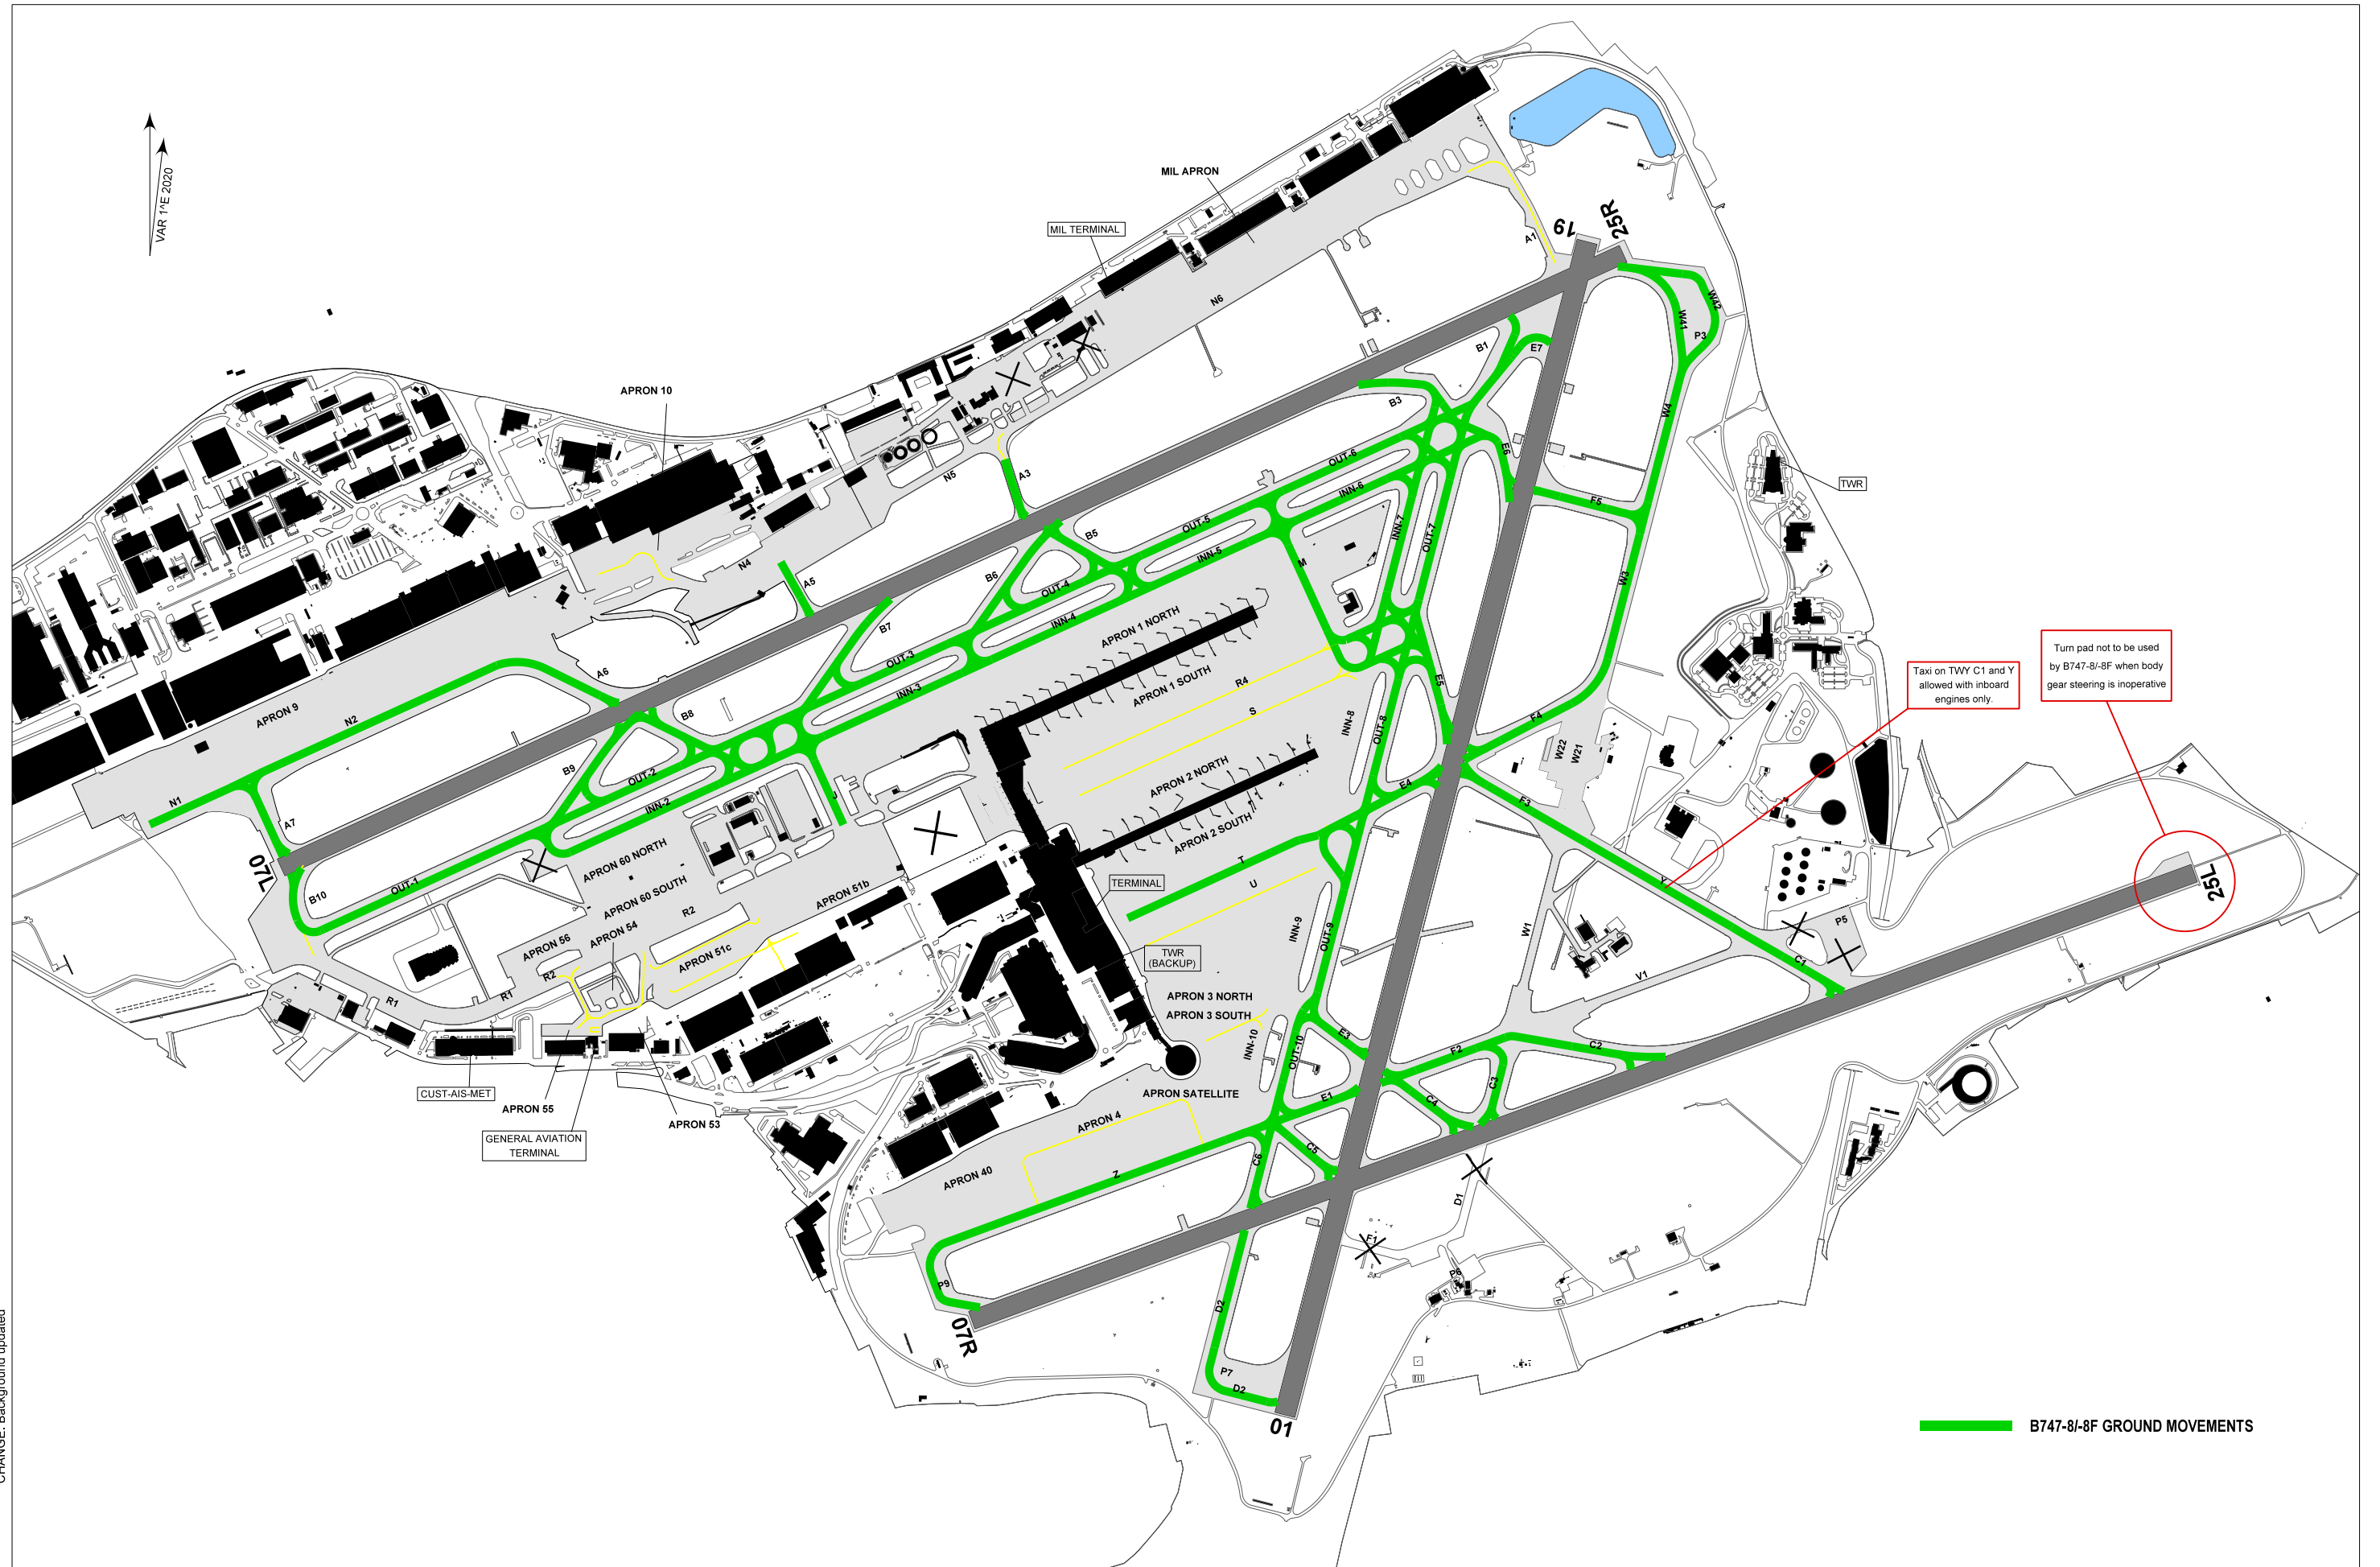 VAR 1^E 2020
MIL APRON
MIL TERMINAL
19
25R
A1
N6
W42
W41
P3
B1
E7
APRON 10
B3
W4
A3
N5
OUT-6
INN-6
E6
TWR
F5
B5
OUT-5
INN-5
INN-7
OUT-7
N4
A5
M
B6
OUT-4
INN-4
W3
APRON 1 NORTH
B7
OUT-3
A6
INN-3
APRON 1 SOUTH
R4
E5
S
Turn pad not to be used
by B747-8/-8F when body
gear steering is inoperative
Taxi on TWY C1 and Y
allowed with inboard
engines only.
APRON 9
N2
B8
INN-8
OUT-8
F4
W22
W21
B9
OUT-2
INN-2
APRON 2 NORTH
E4
N1
J
F3
A7
APRON 2 SOUTH
07L
APRON 60 NORTH
T
OUT-1
APRON 60 SOUTH
APRON 51b
U
TERMINAL
Y
25L
B10
R2
INN-9
OUT-9
W1
P5
APRON 54
APRON 56
APRON 51c
TWR
(BACKUP)
C1
V1
R2
R1
R1
APRON 3 NORTH
APRON 3 SOUTH
INN-10
OUT-10
E3
F2
C2
CUST-AIS-MET
APRON 55
GENERAL AVIATION
TERMINAL
APRON 53
APRON SATELLITE
APRON 4
E1
C3
C4
C5
C6
Z
APRON 40
D1
F1
P9
P6
D2
07R
P7
D2
01
B747-8/-8F GROUND MOVEMENTS
CHANGE: Background updated